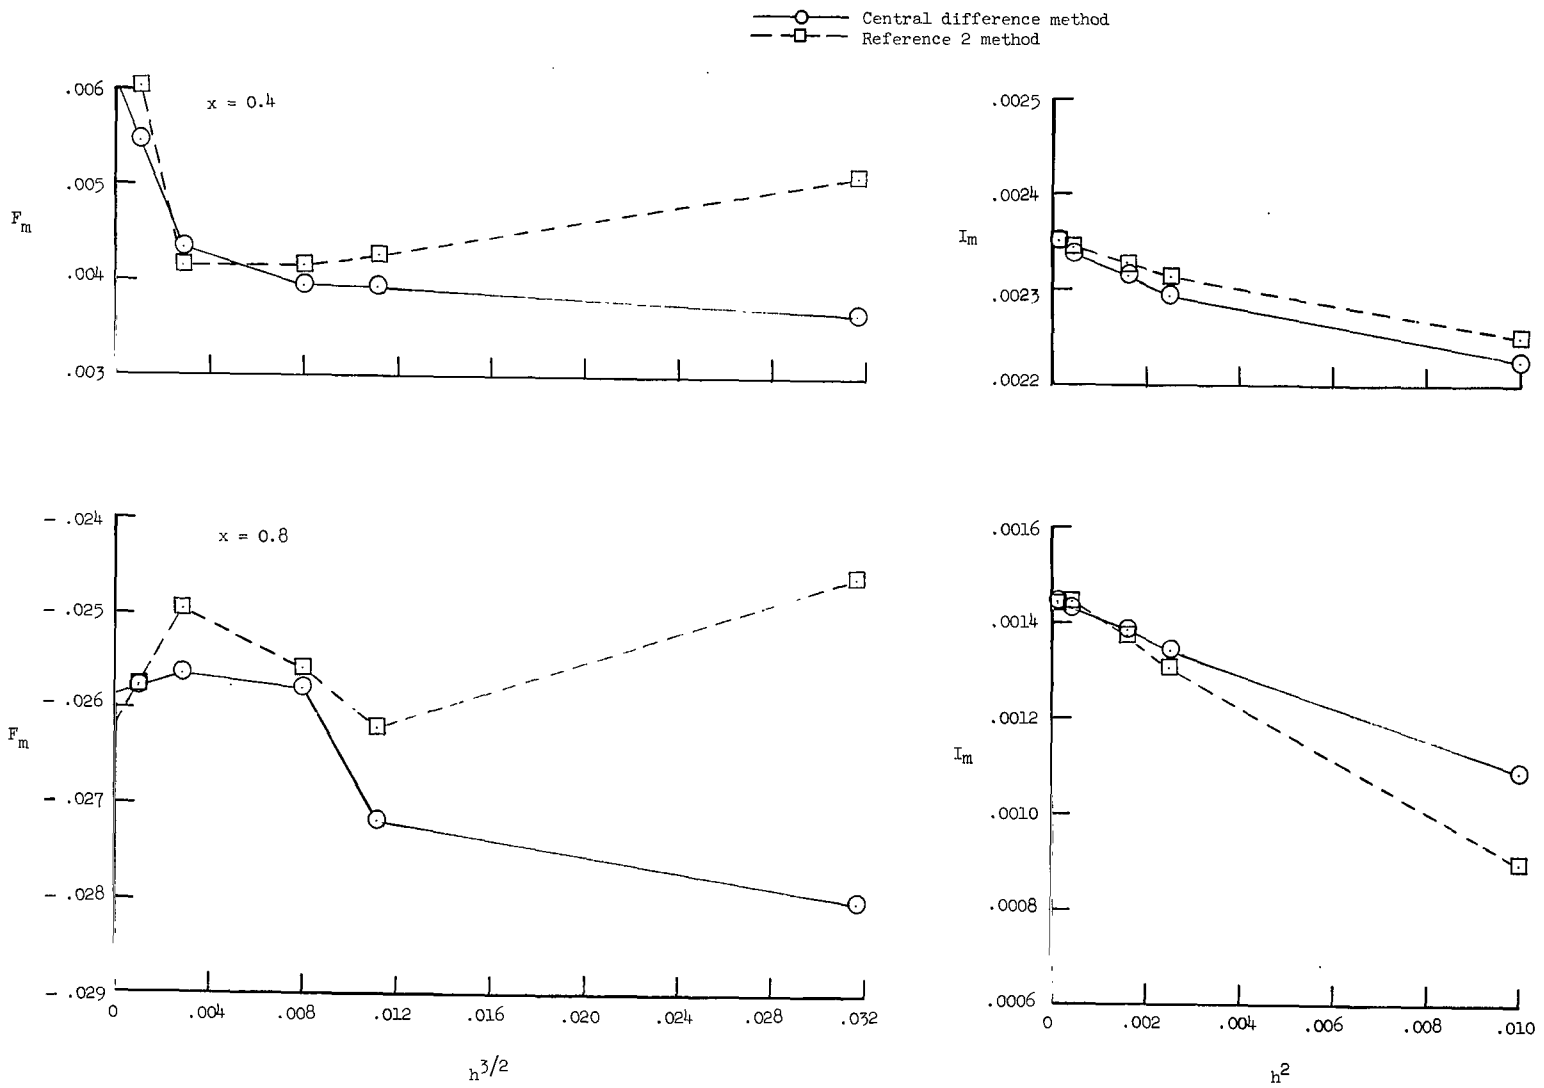 Central difference method
Reference 2 method
x = 0.4
.006
.005
.004
.003
F_m
.0025
.0024
.0023
.0022
I_m
x = 0.8
- .024
- .025
- .026
- .027
- .028
- .029
F_m
0 .004 .008 .012 .016 .020 .024 .028 .032
h^3/2
.0016
.0014
.0012
.0010
.0008
.0006
I_m
0 .002 .004 .006 .008 .010
h^2